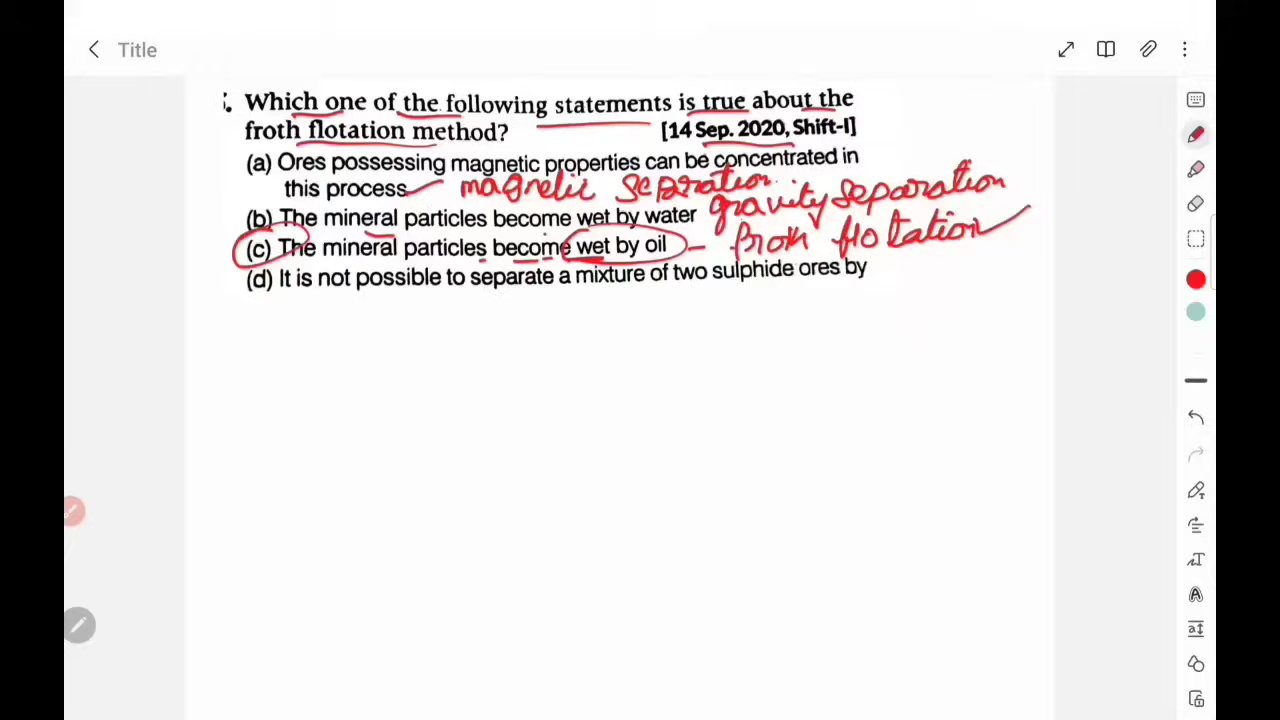 Title
. Which one of the following statements is true about the
froth flotation method? [14 Sep. 2020, Shift-I]
(a) Ores possessing magnetic properties can be concentrated in
this process magnetic separation
(b) The mineral particles become wet by water gravity separation
(c) The mineral particles become wet by oil - froth flotation
(d) It is not possible to separate a mixture of two sulphide ores by